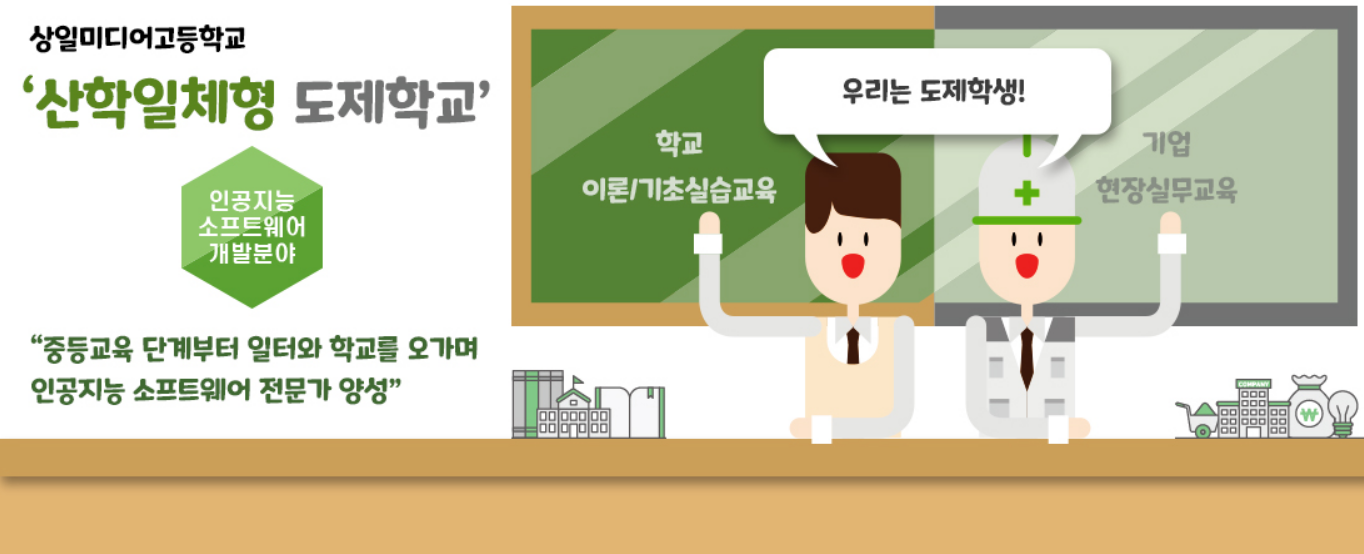 상일미디어고등학교
‘산학일체형 도제학교’
인공지능
소프트웨어
개발분야
“중등교육 단계부터 일터와 학교를 오가며
인공지능 소프트웨어 전문가 양성”
우리는 도제학생!
학교
이론/기초실습교육
기업
현장실무교육
COMPANY
₩